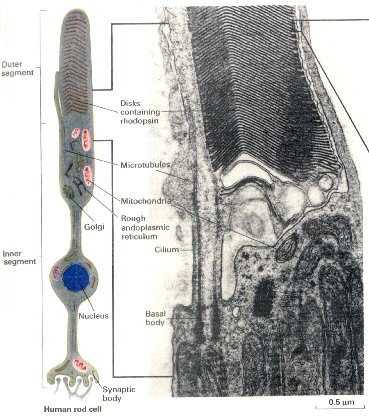 Outer
segment
Disks
containing
rhodopsin
Microtubules
Mitochondria
Rough
andoplasmic
reticulum
Golgi
Cilium
Inner
segment
Nucleus
Basal
body
Synaptic
body
Human rod cell
0.5 µm